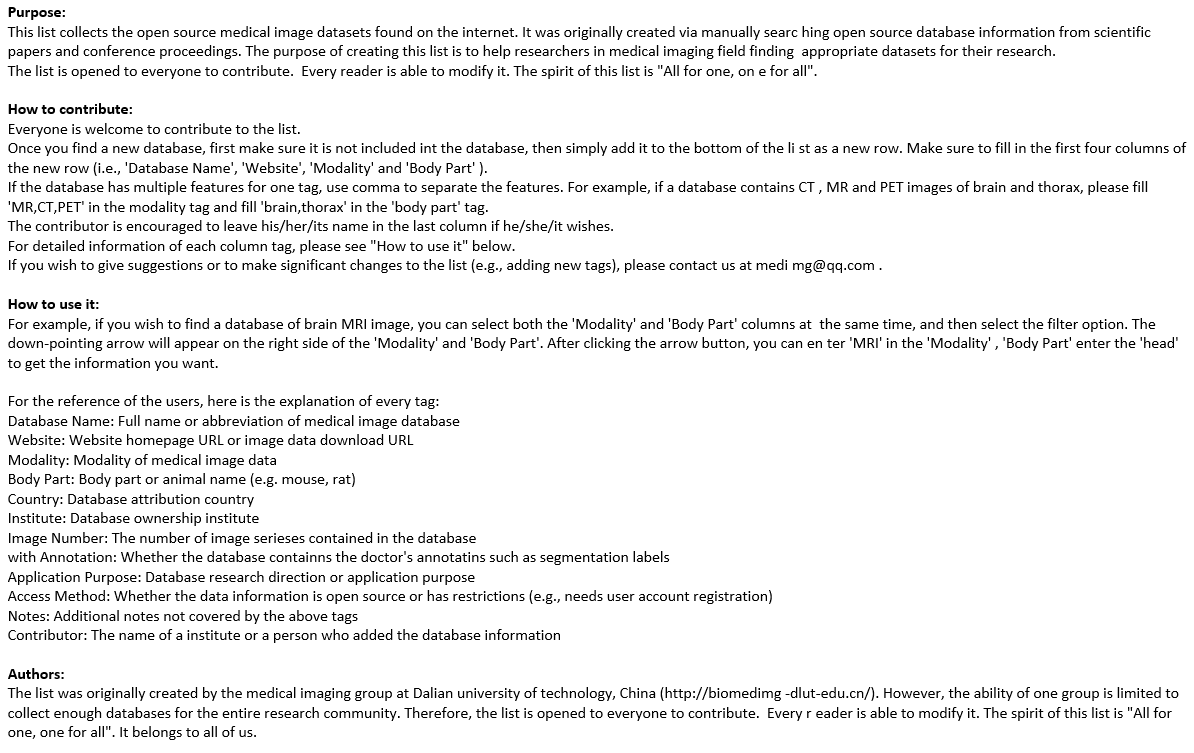 Purpose:
This list collects the open source medical image datasets found on the internet. It was originally created via manually searc hing open source database information from scientific
papers and conference proceedings. The purpose of creating this list is to help researchers in medical imaging field finding  appropriate datasets for their research.
The list is opened to everyone to contribute.  Every reader is able to modify it. The spirit of this list is "All for one, on e for all".
How to contribute:
Everyone is welcome to contribute to the list.
Once you find a new database, first make sure it is not included int the database, then simply add it to the bottom of the li st as a new row. Make sure to fill in the first four columns of
the new row (i.e., 'Database Name', 'Website', 'Modality' and 'Body Part' ).
If the database has multiple features for one tag, use comma to separate the features. For example, if a database contains CT , MR and PET images of brain and thorax, please fill
'MR,CT,PET' in the modality tag and fill 'brain,thorax' in the 'body part' tag.
The contributor is encouraged to leave his/her/its name in the last column if he/she/it wishes.
For detailed information of each column tag, please see "How to use it" below.
If you wish to give suggestions or to make significant changes to the list (e.g., adding new tags), please contact us at medi mg@qq.com .
How to use it:
For example, if you wish to find a database of brain MRI image, you can select both the 'Modality' and 'Body Part' columns at  the same time, and then select the filter option. The
down-pointing arrow will appear on the right side of the 'Modality' and 'Body Part'. After clicking the arrow button, you can en ter 'MRI' in the 'Modality' , 'Body Part' enter the 'head'
to get the information you want.
For the reference of the users, here is the explanation of every tag:
Database Name: Full name or abbreviation of medical image database
Website: Website homepage URL or image data download URL
Modality: Modality of medical image data
Body Part: Body part or animal name (e.g. mouse, rat)
Country: Database attribution country
Institute: Database ownership institute
Image Number: The number of image serieses contained in the database
with Annotation: Whether the database containns the doctor's annotatins such as segmentation labels
Application Purpose: Database research direction or application purpose
Access Method: Whether the data information is open source or has restrictions (e.g., needs user account registration)
Notes: Additional notes not covered by the above tags
Contributor: The name of a institute or a person who added the database information
Authors:
The list was originally created by the medical imaging group at Dalian university of technology, China (http://biomedimg -dlut-edu.cn/). However, the ability of one group is limited to
collect enough databases for the entire research community. Therefore, the list is opened to everyone to contribute.  Every r eader is able to modify it. The spirit of this list is "All for
one, one for all". It belongs to all of us.